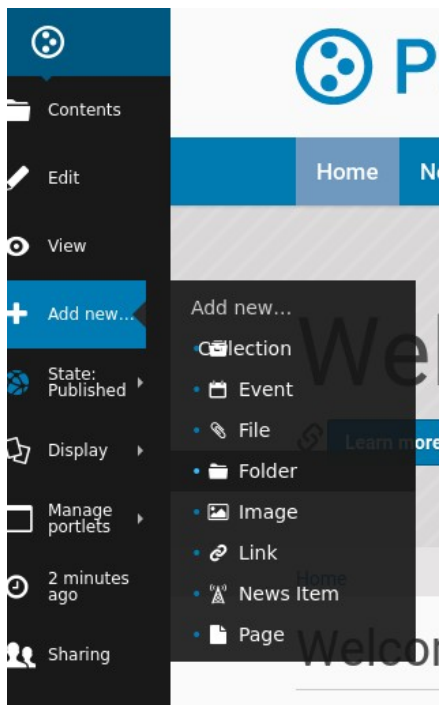 P
Contents
Home
Edit
View
Add new...
Add new...
Collection
State:
Published
Event
File
Learn more
Display
Folder
Manage
portlets
Image
Link
2 minutes
ago
Home
News Item
Sharing
Page